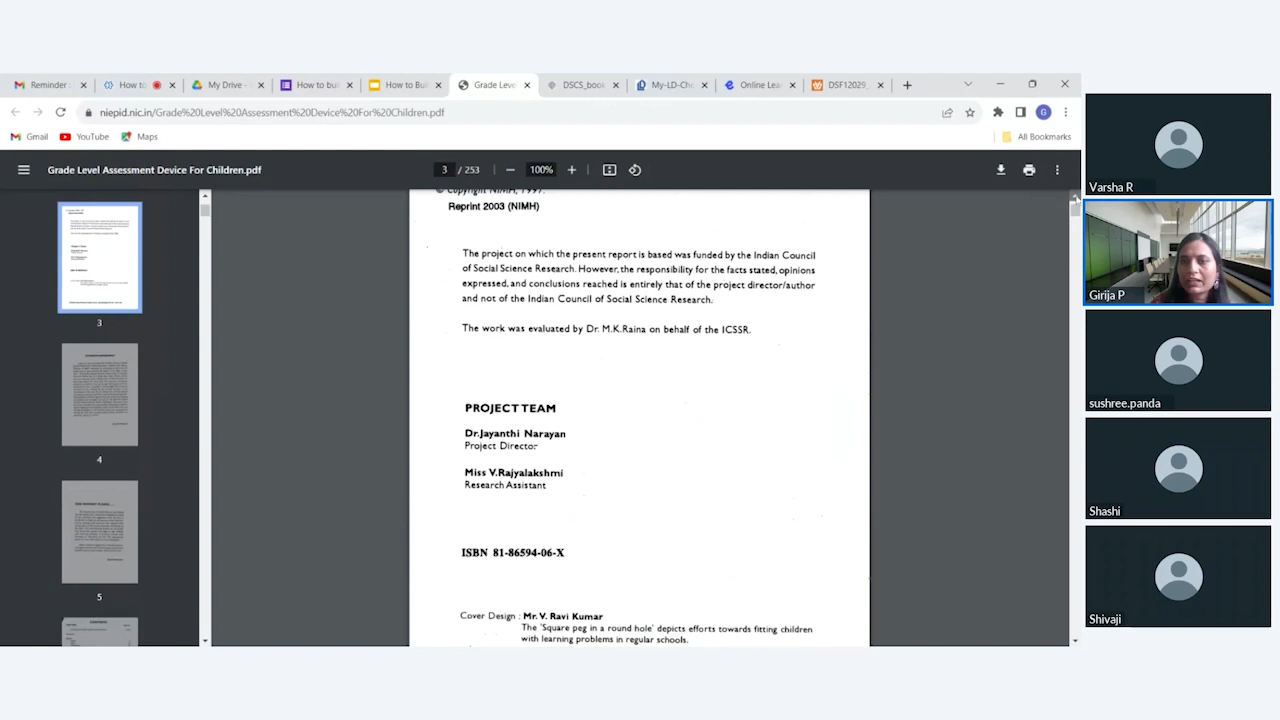 Reminder :
How to
My Drive -
How to buil
How to Buil
Grade Leve
DSCS_book
My-LD-Che
Online Lea
DSF12029_
niepid.nic.in/Grade%20Level%20Assessment%20Device%20For%20Children.pdf
G
Gmail
YouTube
Maps
All Bookmarks
Grade Level Assessment Device For Children.pdf
3 / 253
100%
© Copyright NIMH, 1997.
Reprint 2003 (NIMH)
The project on which the present report is based was funded by the Indian Council
of Social Science Research. However, the responsibility for the facts stated, opinions
expressed, and conclusions reached is entirely that of the project director/author
and not of the Indian Council of Social Science Research.
The work was evaluated by Dr. M.K.Raina on behalf of the ICSSR.
PROJECT TEAM
Dr.Jayanthi Narayan
Project Director
Miss V.Rajyalakshmi
Research Assistant
ISBN 81-86594-06-X
Cover Design : Mr. V. Ravi Kumar
The 'Square peg in a round hole' depicts efforts towards fitting children
with learning problems in regular schools.
3
4
5
Varsha R
Girija P
sushree.panda
Shashi
Shivaji